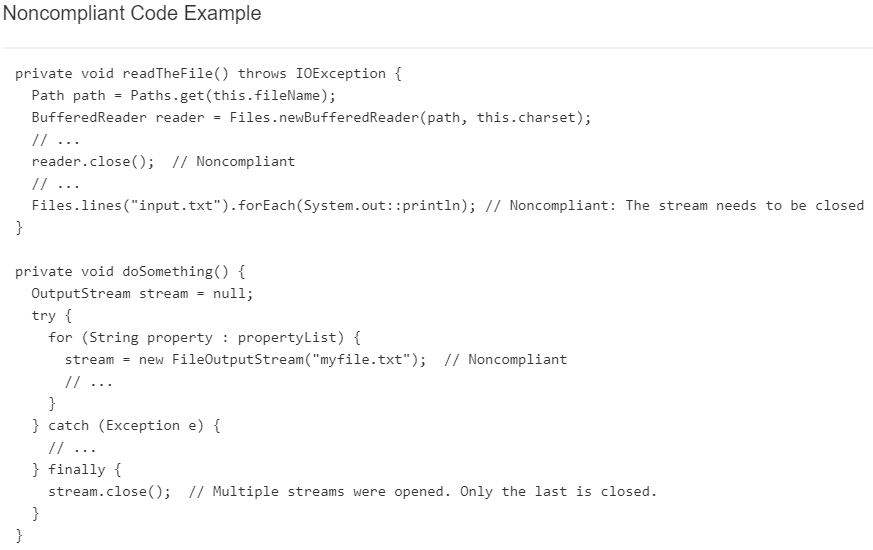 Noncompliant Code Example
private void readTheFile() throws IOException {
  Path path = Paths.get(this.fileName);
  BufferedReader reader = Files.newBufferedReader(path, this.charset);
  // ...
  reader.close();  // Noncompliant
  // ...
  Files.lines("input.txt").forEach(System.out::println); // Noncompliant: The stream needs to be closed
}
private void doSomething() {
  OutputStream stream = null;
  try {
    for (String property : propertyList) {
      stream = new FileOutputStream("myfile.txt");  // Noncompliant
      // ...
    }
  } catch (Exception e) {
    // ...
  } finally {
    stream.close();  // Multiple streams were opened. Only the last is closed.
  }
}